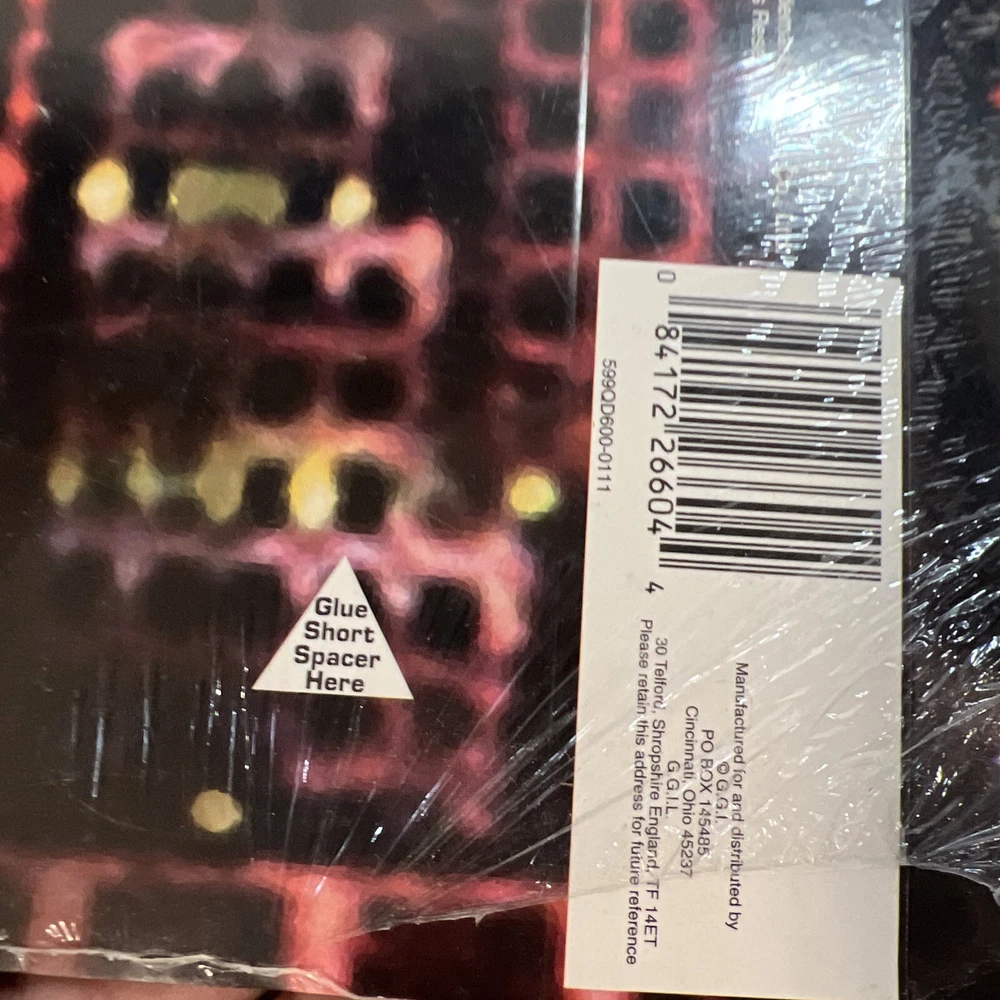 Glue
Short
Spacer
Here
0 84172 26604 4
599QD600-0111
Manufactured for and distributed by
© G.G.I.
PO BOX 145485
Cincinnati, Ohio 45237
G.G.I.L.
30 Telford, Shropshire England, TF 14ET
Please retain this address for future reference